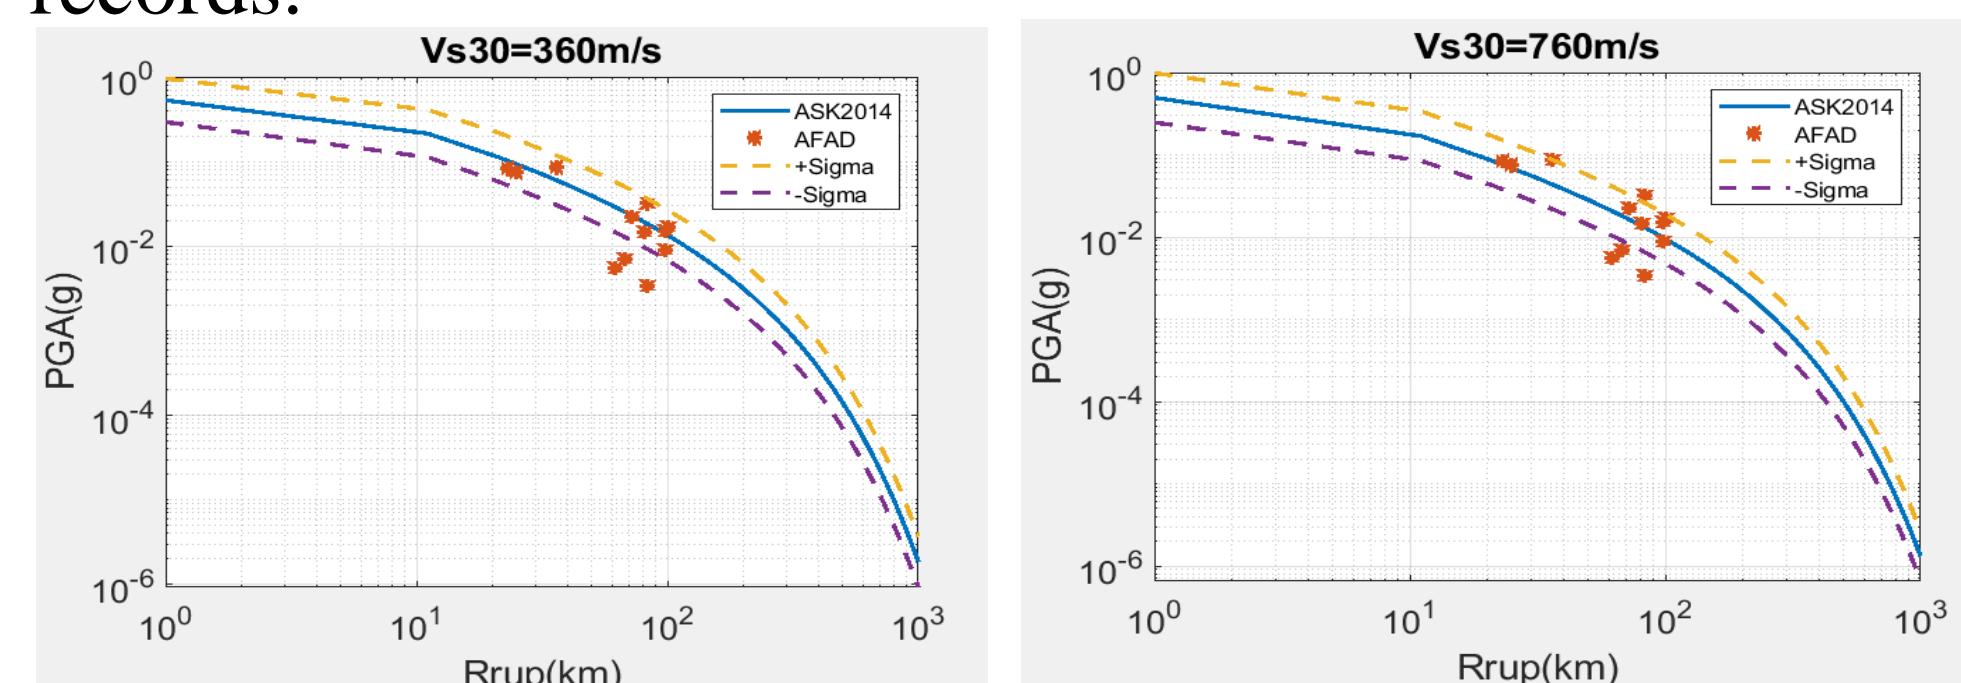 records.
Vs30=360m/s
10^0
10^-2
10^-4
10^-6
PGA(g)
10^0 10^1 10^2 10^3
Rrup(km)
ASK2014
AFAD
+Sigma
-Sigma
Vs30=760m/s
10^0
10^-2
10^-4
10^-6
PGA(g)
10^0 10^1 10^2 10^3
Rrup(km)
ASK2014
AFAD
+Sigma
-Sigma